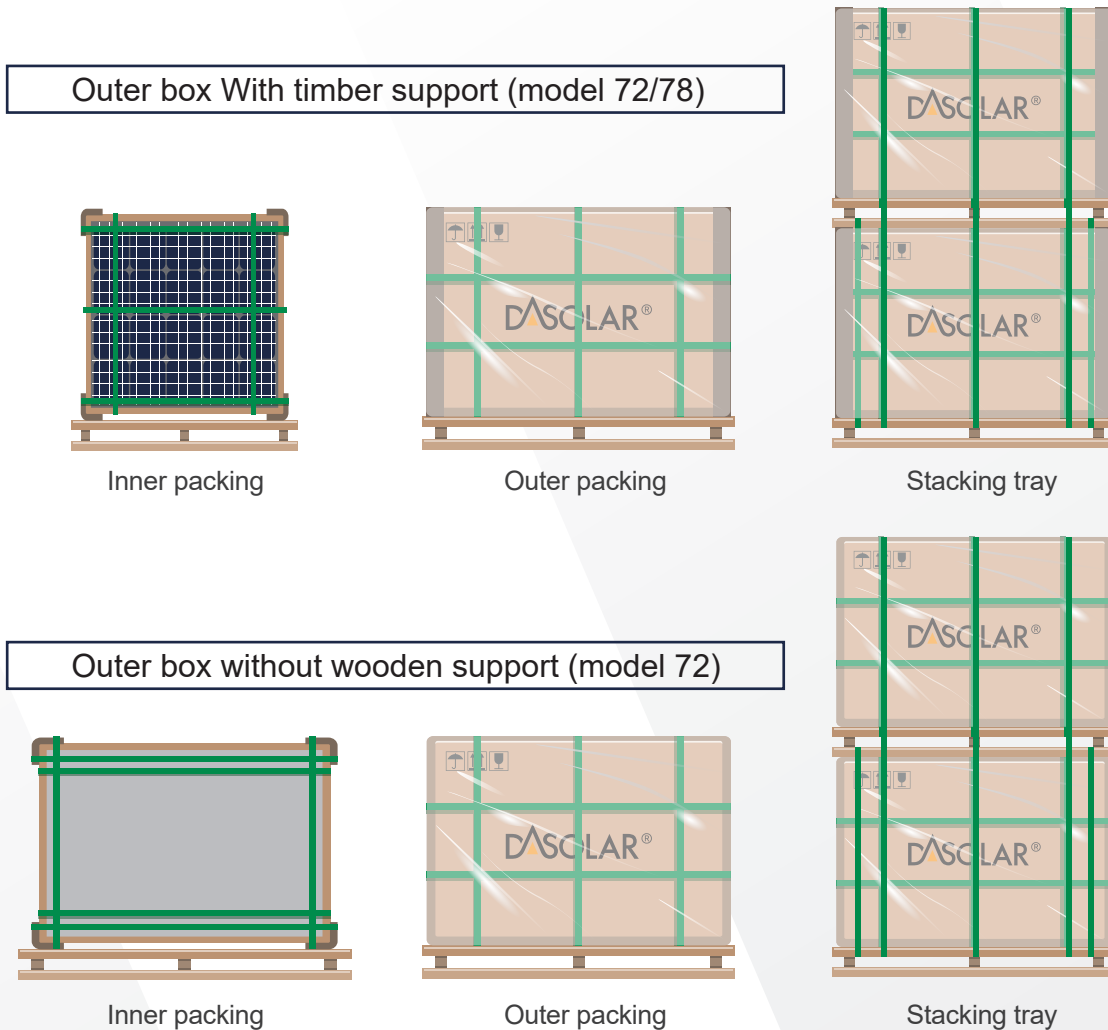 Outer box With timber support (model 72/78)
DASOLAR®
DASOLAR®
DASOLAR®
Inner packing
Outer packing
Stacking tray
Outer box without wooden support (model 72)
DASOLAR®
DASOLAR®
DASOLAR®
Inner packing
Outer packing
Stacking tray